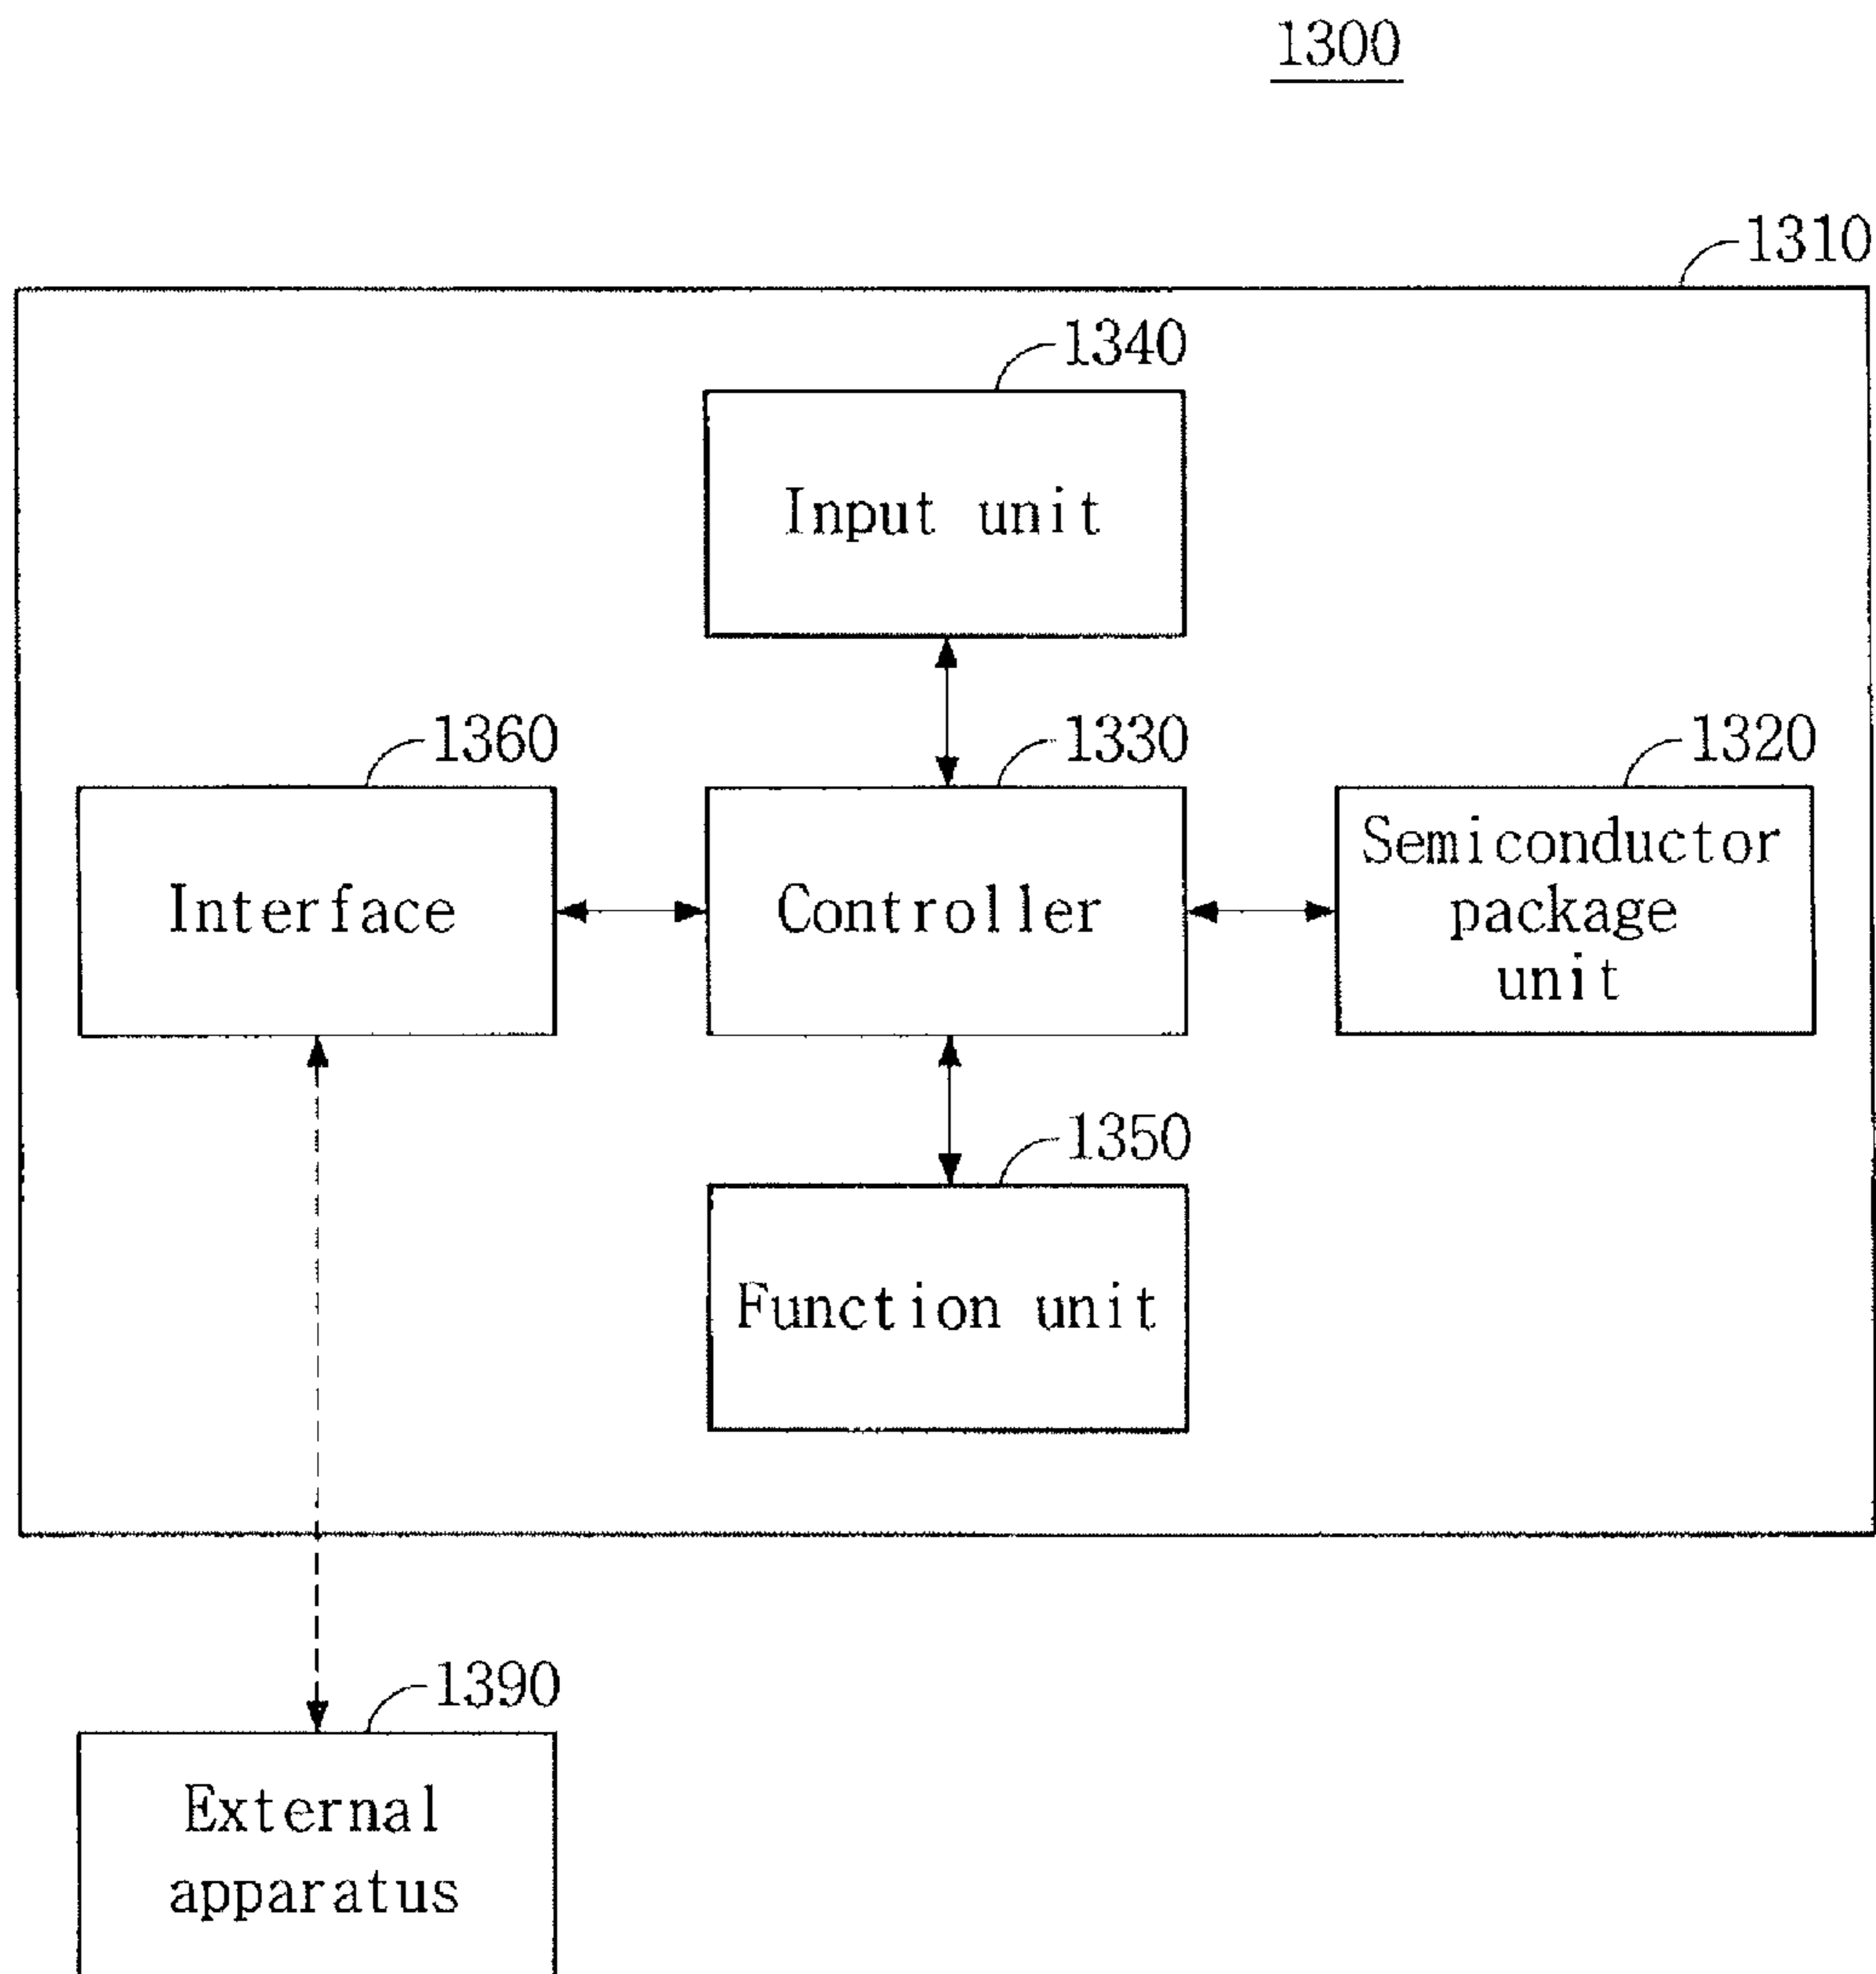 1300
1310
1340
Input unit
1360
1330
1320
Interface
Controller
Semiconductor
package
unit
1350
Function unit
1390
External
apparatus